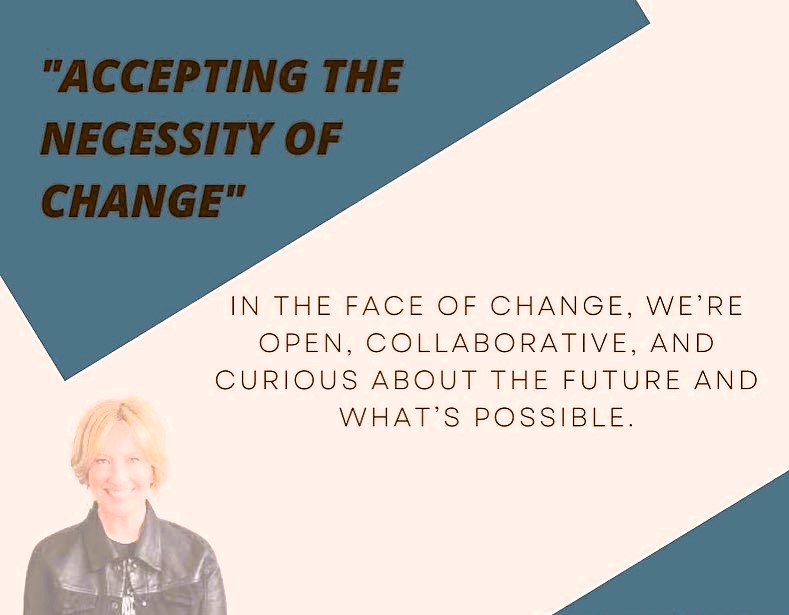 "ACCEPTING THE
NECESSITY OF
CHANGE"
IN THE FACE OF CHANGE, WE’RE
OPEN, COLLABORATIVE, AND
CURIOUS ABOUT THE FUTURE AND
WHAT’S POSSIBLE.